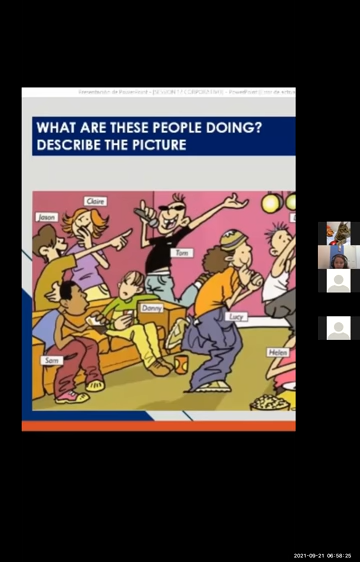 WHAT ARE THESE PEOPLE DOING?
DESCRIBE THE PICTURE
Claire
Jason
Tom
Danny
Lucy
Sam
Helen
2021-09-21 06:58:25